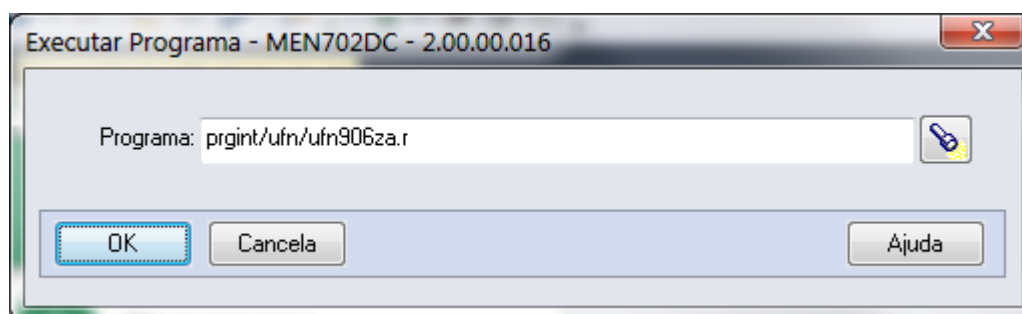 Executar Programa - MEN702DC - 2.00.00.016
Programa: prgint/ufn/ufn906za.r
OK Cancela Ajuda